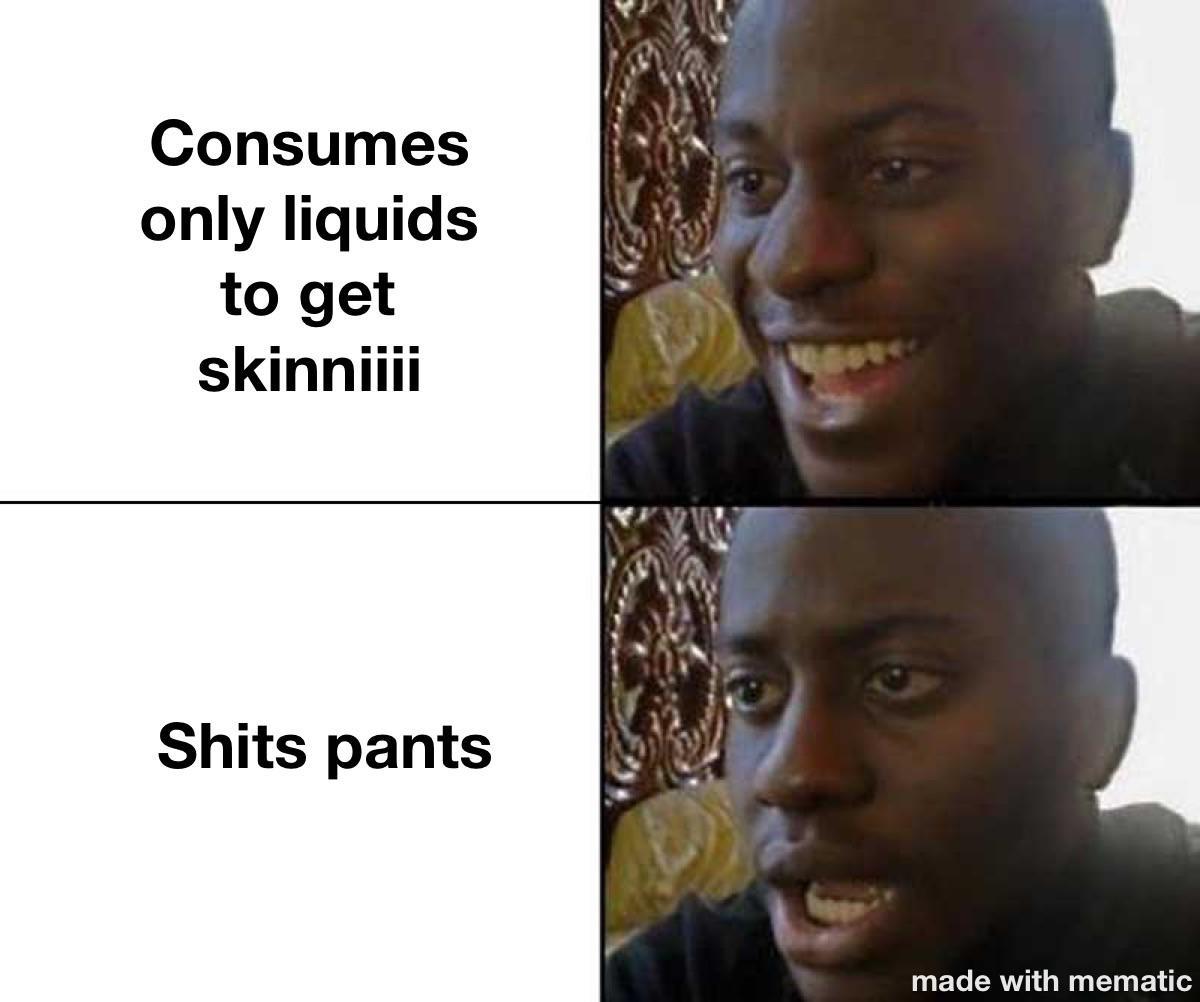 Consumes
only liquids
to get
skinniiii
Shits pants
made with mematic